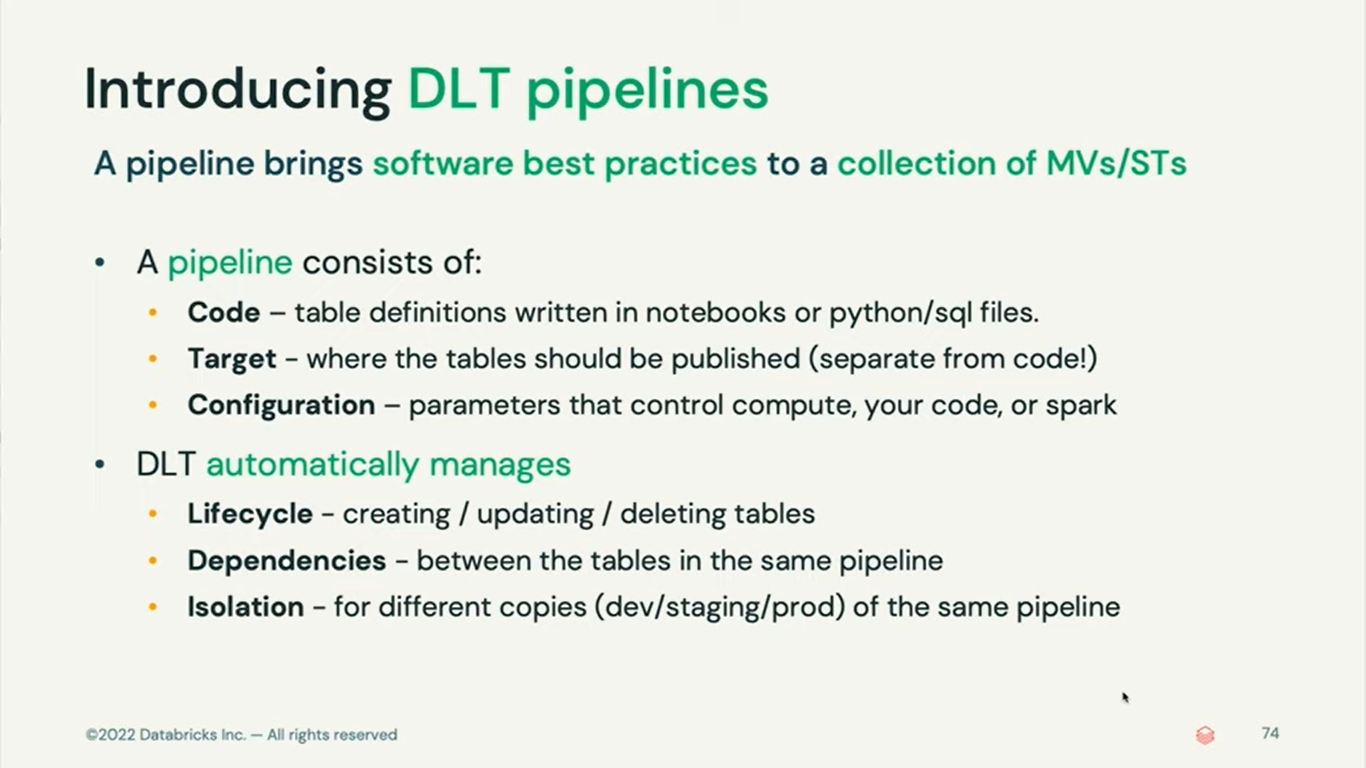 Introducing DLT pipelines
A pipeline brings software best practices to a collection of MVs/STs
• A pipeline consists of:
• Code – table definitions written in notebooks or python/sql files.
• Target - where the tables should be published (separate from code!)
• Configuration – parameters that control compute, your code, or spark
• DLT automatically manages
• Lifecycle - creating / updating / deleting tables
• Dependencies - between the tables in the same pipeline
• Isolation - for different copies (dev/staging/prod) of the same pipeline
©2022 Databricks Inc. — All rights reserved
74